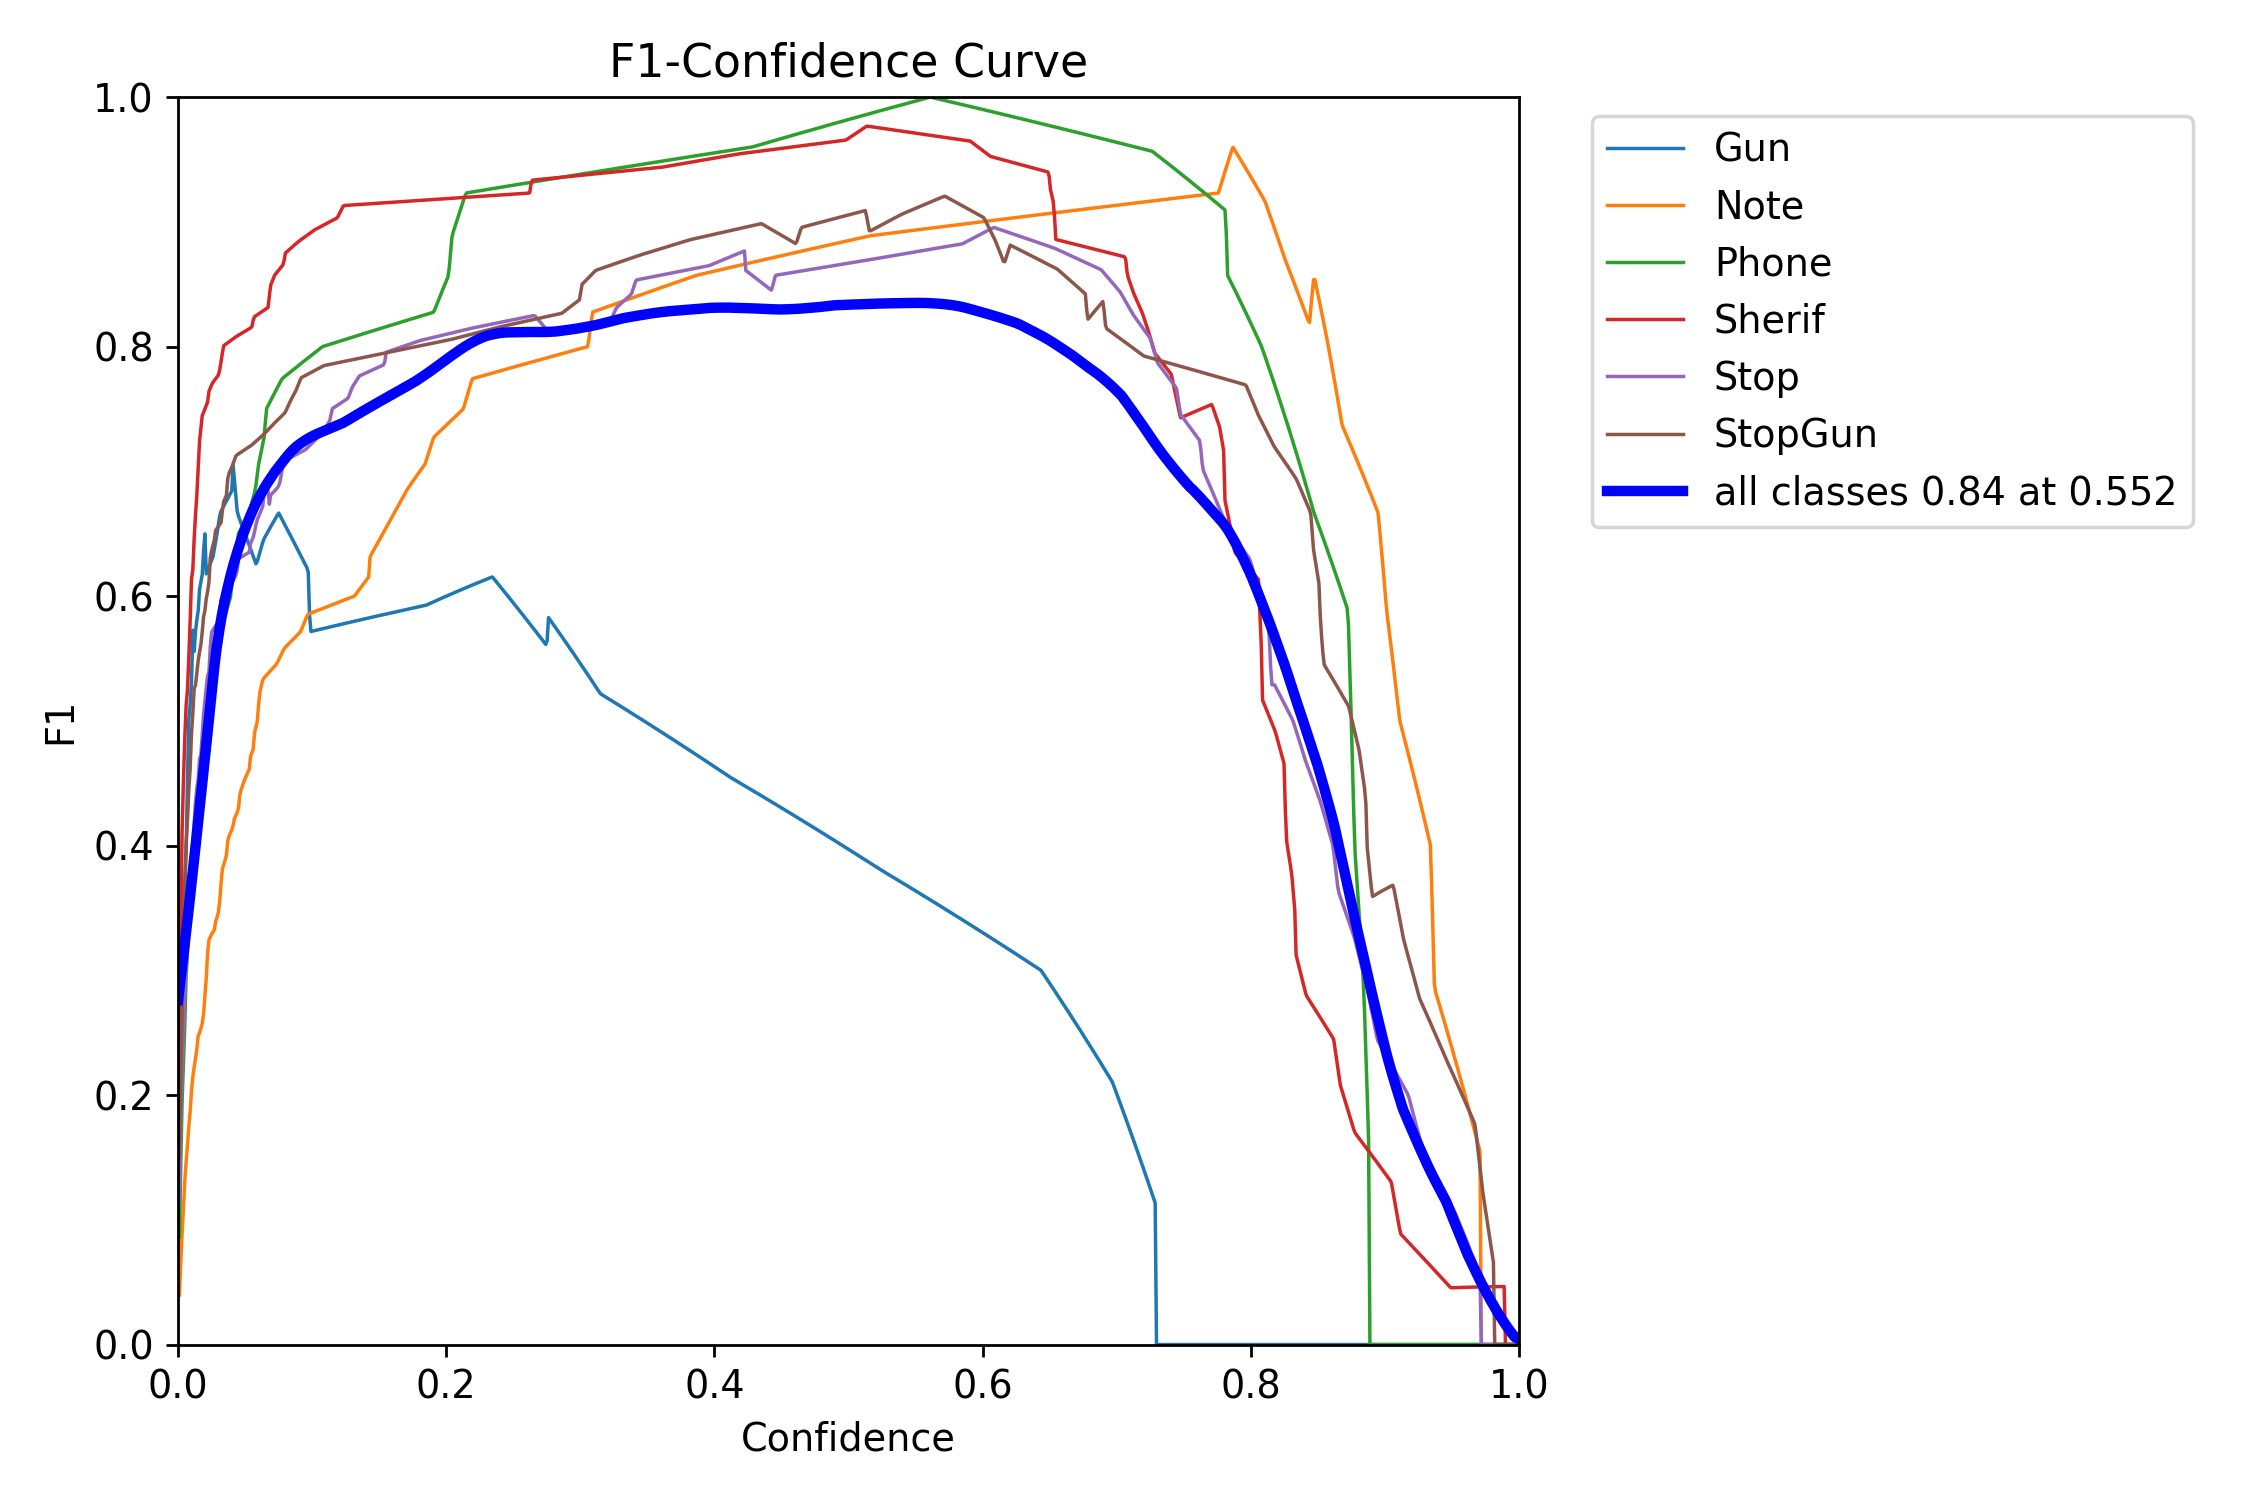 F1-Confidence Curve
1.0
0.8
0.6
0.4
0.2
0.0
F1
0.0 0.2 0.4 0.6 0.8 1.0
Confidence
Gun
Note
Phone
Sherif
Stop
StopGun
all classes 0.84 at 0.552